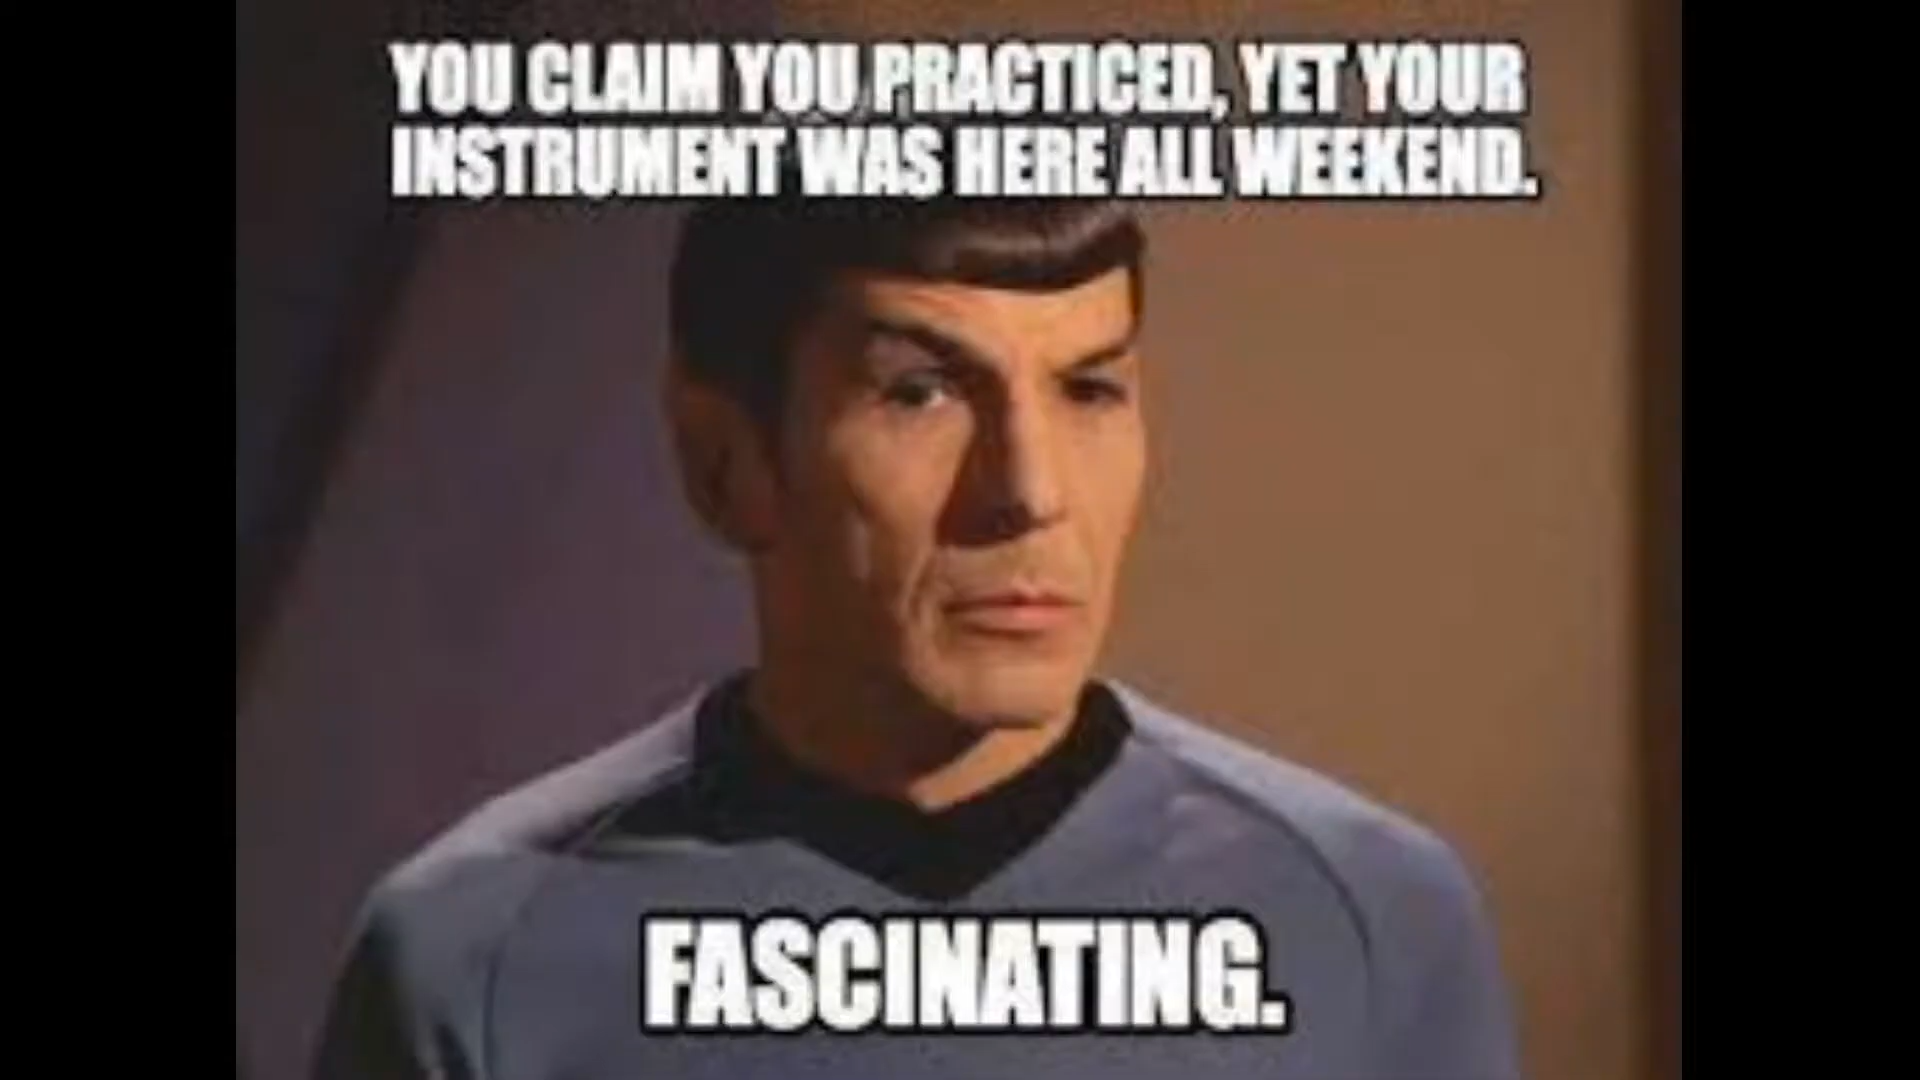 YOU CLAIM YOU PRACTICED, YET YOUR
INSTRUMENT WAS HERE ALL WEEKEND.
FASCINATING.